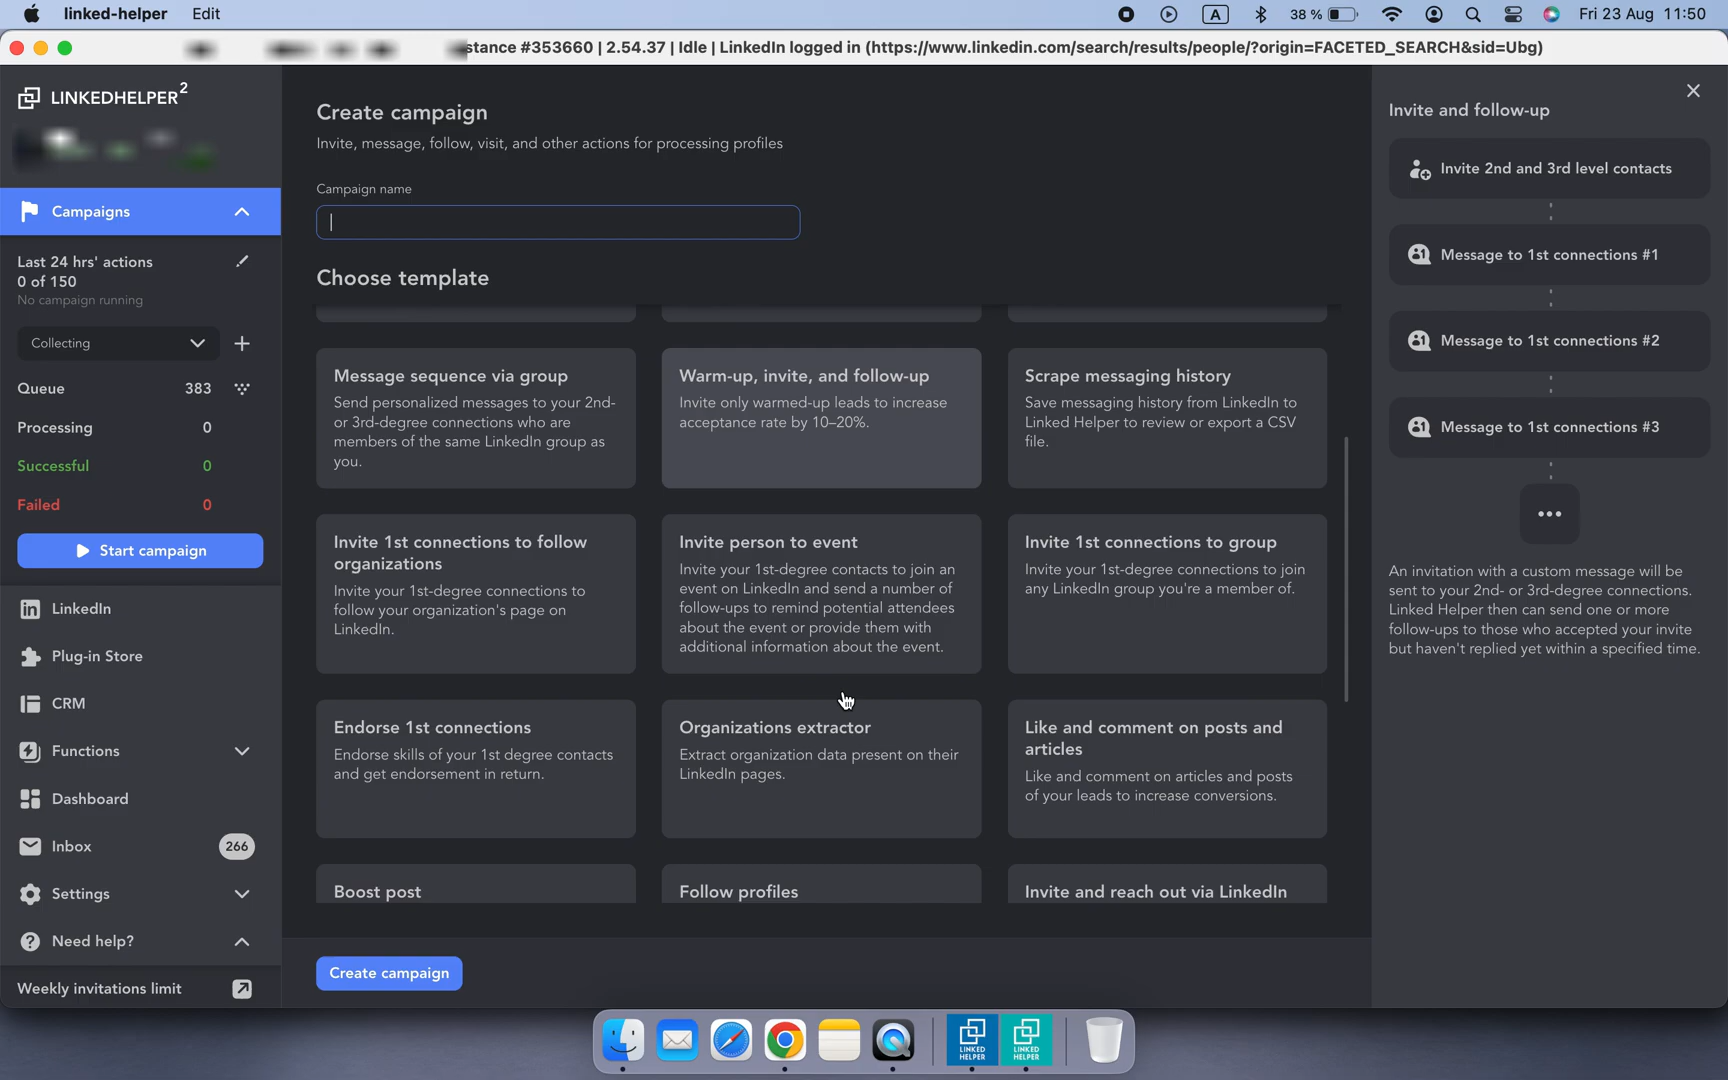 linked-helper Edit
A 38 % Fri 23 Aug 11:50
stance #353660 | 2.54.37 | Idle | LinkedIn logged in (https://www.linkedin.com/search/results/people/?origin=FACETED_SEARCH&sid=Ubg)
LINKEDHELPER2
Campaigns
Last 24 hrs' actions
0 of 150
No campaign running
Collecting
Queue 383
Processing 0
Successful 0
Failed 0
Start campaign
LinkedIn
Plug-in Store
CRM
Functions
Dashboard
Inbox 266
Settings
Need help?
Weekly invitations limit
Create campaign
Invite, message, follow, visit, and other actions for processing profiles
Campaign name
Choose template
Message sequence via group
Send personalized messages to your 2nd-
or 3rd-degree connections who are
members of the same LinkedIn group as
you.
Warm-up, invite, and follow-up
Invite only warmed-up leads to increase
acceptance rate by 10–20%.
Scrape messaging history
Save messaging history from LinkedIn to
Linked Helper to review or export a CSV
file.
Invite 1st connections to follow
organizations
Invite your 1st-degree connections to
follow your organization's page on
LinkedIn.
Invite person to event
Invite your 1st-degree contacts to join an
event on LinkedIn and send a number of
follow-ups to remind potential attendees
about the event or provide them with
additional information about the event.
Invite 1st connections to group
Invite your 1st-degree connections to join
any LinkedIn group you're a member of.
Endorse 1st connections
Endorse skills of your 1st degree contacts
and get endorsement in return.
Organizations extractor
Extract organization data present on their
LinkedIn pages.
Like and comment on posts and
articles
Like and comment on articles and posts
of your leads to increase conversions.
Boost post
Follow profiles
Invite and reach out via LinkedIn
Create campaign
Invite and follow-up
Invite 2nd and 3rd level contacts
Message to 1st connections #1
Message to 1st connections #2
Message to 1st connections #3
An invitation with a custom message will be
sent to your 2nd- or 3rd-degree connections.
Linked Helper then can send one or more
follow-ups to those who accepted your invite
but haven't replied yet within a specified time.
LINKED
HELPER
LINKED
HELPER